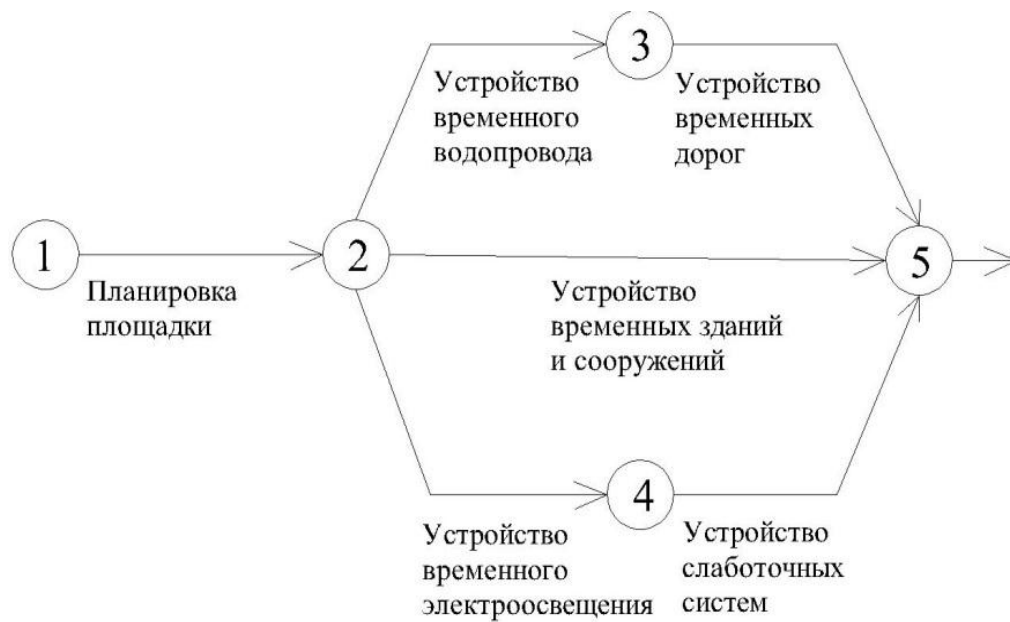 3
Устройство
временного
водопровода
Устройство
временных
дорог
1
2
5
Планировка
площадки
Устройство
временных зданий
и сооружений
4
Устройство
временного
электроосвещения
Устройство
слаботочных
систем